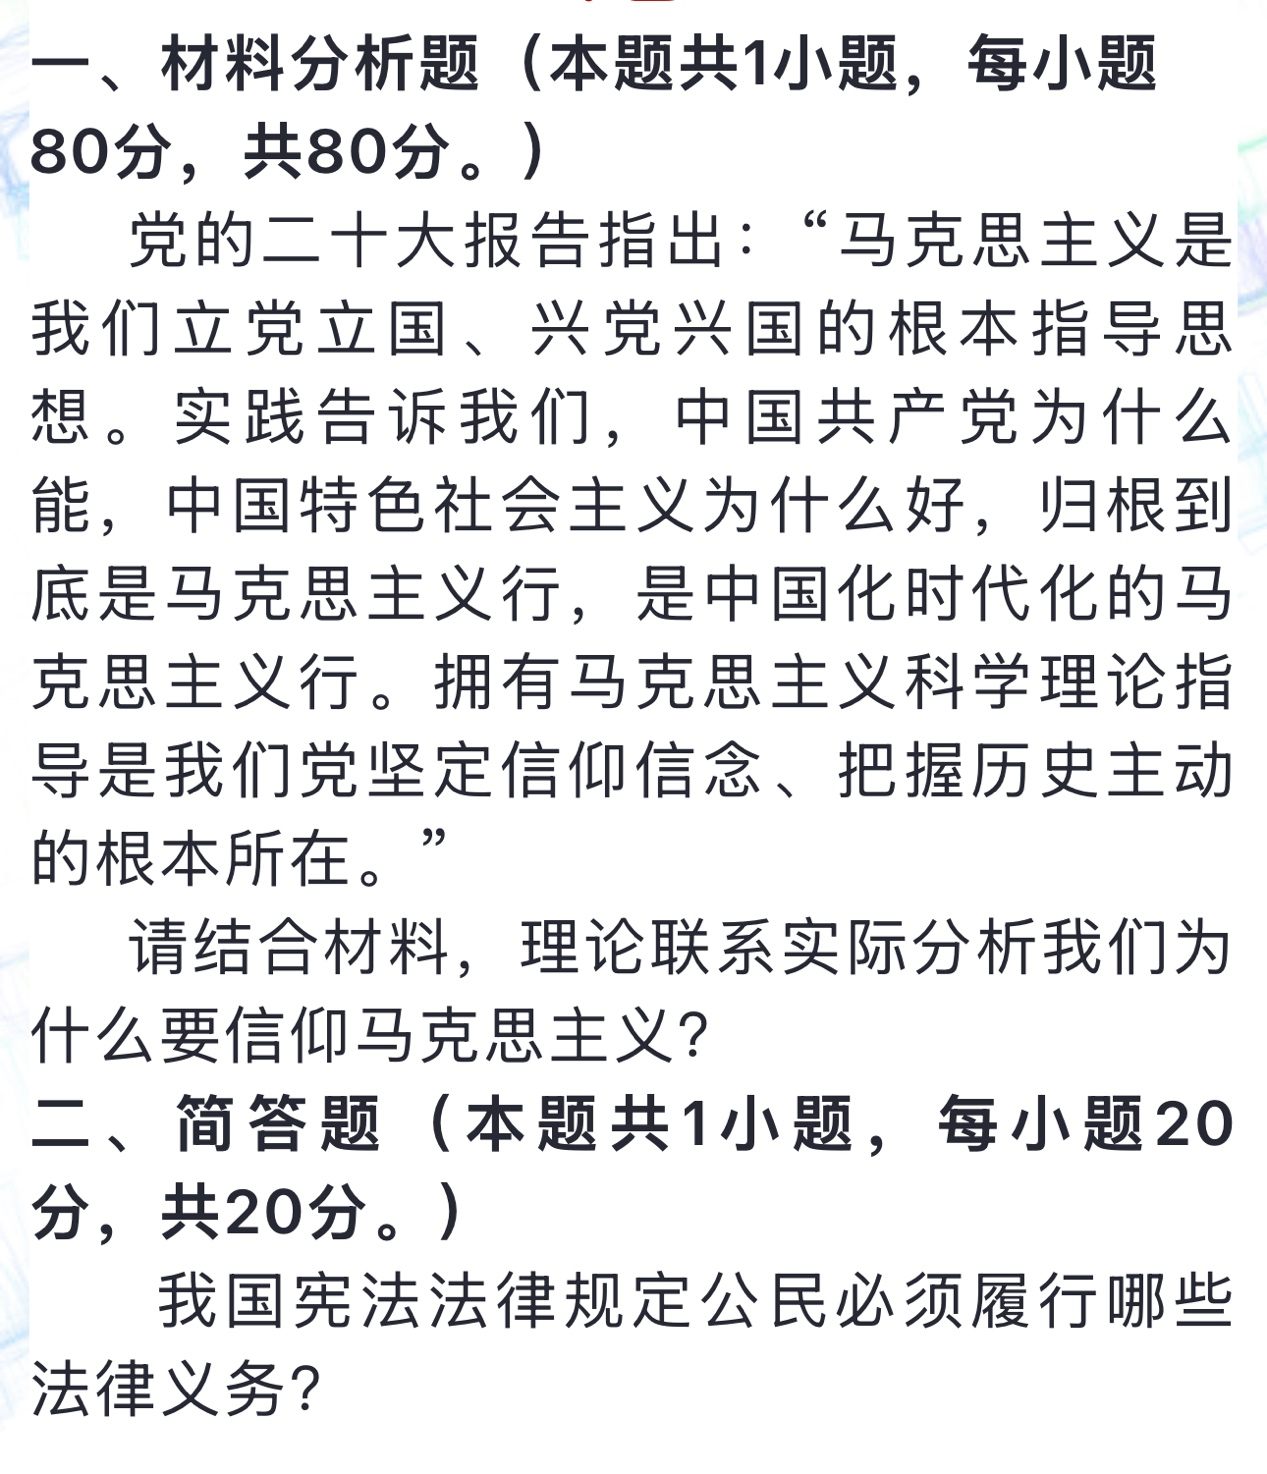 一、材料分析题（本题共1小题，每小题
80分，共80分。）
党的二十大报告指出：“马克思主义是
我们立党立国、兴党兴国的根本指导思
想。实践告诉我们，中国共产党为什么
能，中国特色社会主义为什么好，归根到
底是马克思主义行，是中国化时代化的马
克思主义行。拥有马克思主义科学理论指
导是我们党坚定信仰信念、把握历史主动
的根本所在。”
请结合材料，理论联系实际分析我们为
什么要信仰马克思主义？
二、简答题（本题共1小题，每小题20
分，共20分。）
我国宪法法律规定公民必须履行哪些
法律义务？